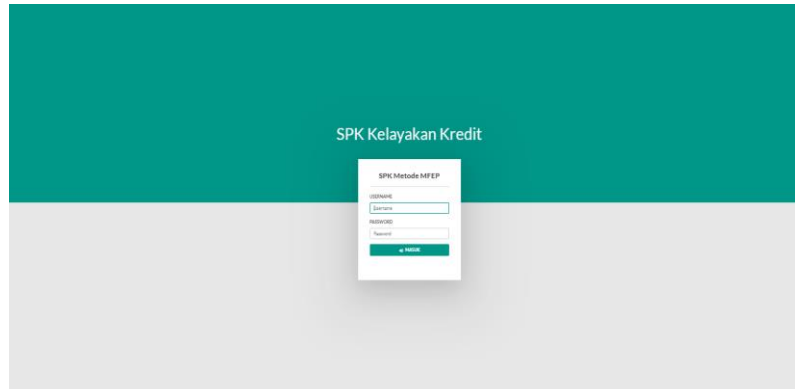 SPK Kelayakan Kredit
SPK Metode MFEP
USERNAME
Username
PASSWORD
Password
MASUK